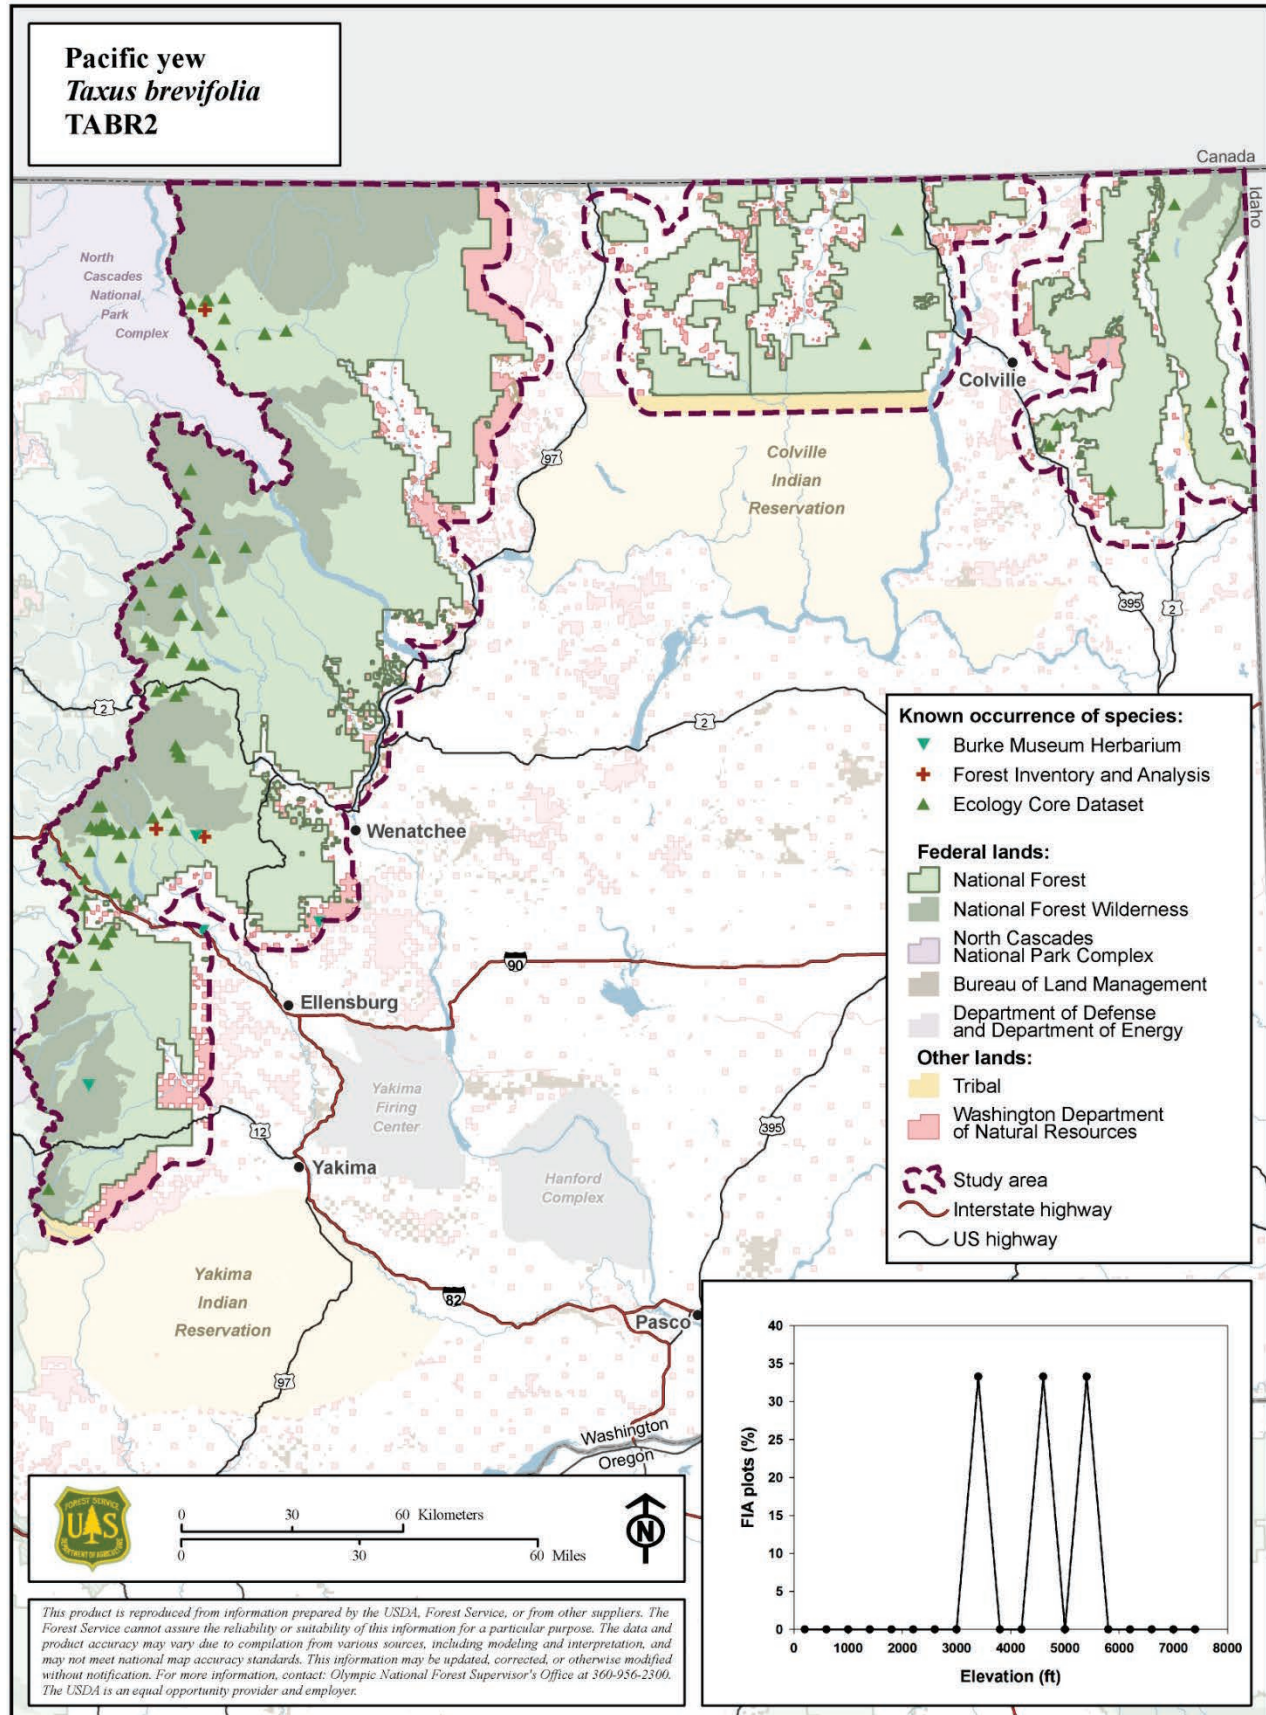 Pacific yew
Taxus brevifolia
TABR2
Canada
Idaho
North
Cascades
National
Park
Complex
97
Colville
Colville
Indian
Reservation
395
2
2
2
Wenatchee
90
Ellensburg
Yakima
Firing
Center
12
Yakima
Hanford
Complex
395
Yakima
Indian
Reservation
82
Pasco
97
Washington
Oregon
Known occurrence of species:
Burke Museum Herbarium
Forest Inventory and Analysis
Ecology Core Dataset
Federal lands:
National Forest
National Forest Wilderness
North Cascades
National Park Complex
Bureau of Land Management
Department of Defense
and Department of Energy
Other lands:
Tribal
Washington Department
of Natural Resources
Study area
Interstate highway
US highway
FOREST SERVICE
U S
DEPARTMENT OF AGRICULTURE
0 30 60 Kilometers
0 30 60 Miles
N
This product is reproduced from information prepared by the USDA, Forest Service, or from other suppliers. The
Forest Service cannot assure the reliability or suitability of this information for a particular purpose. The data and
product accuracy may vary due to compilation from various sources, including modeling and interpretation, and
may not meet national map accuracy standards. This information may be updated, corrected, or otherwise modified
without notification. For more information, contact: Olympic National Forest Supervisor's Office at 360-956-2300.
The USDA is an equal opportunity provider and employer.
40
35
30
25
20
15
10
5
0
FIA plots (%)
0 1000 2000 3000 4000 5000 6000 7000 8000
Elevation (ft)